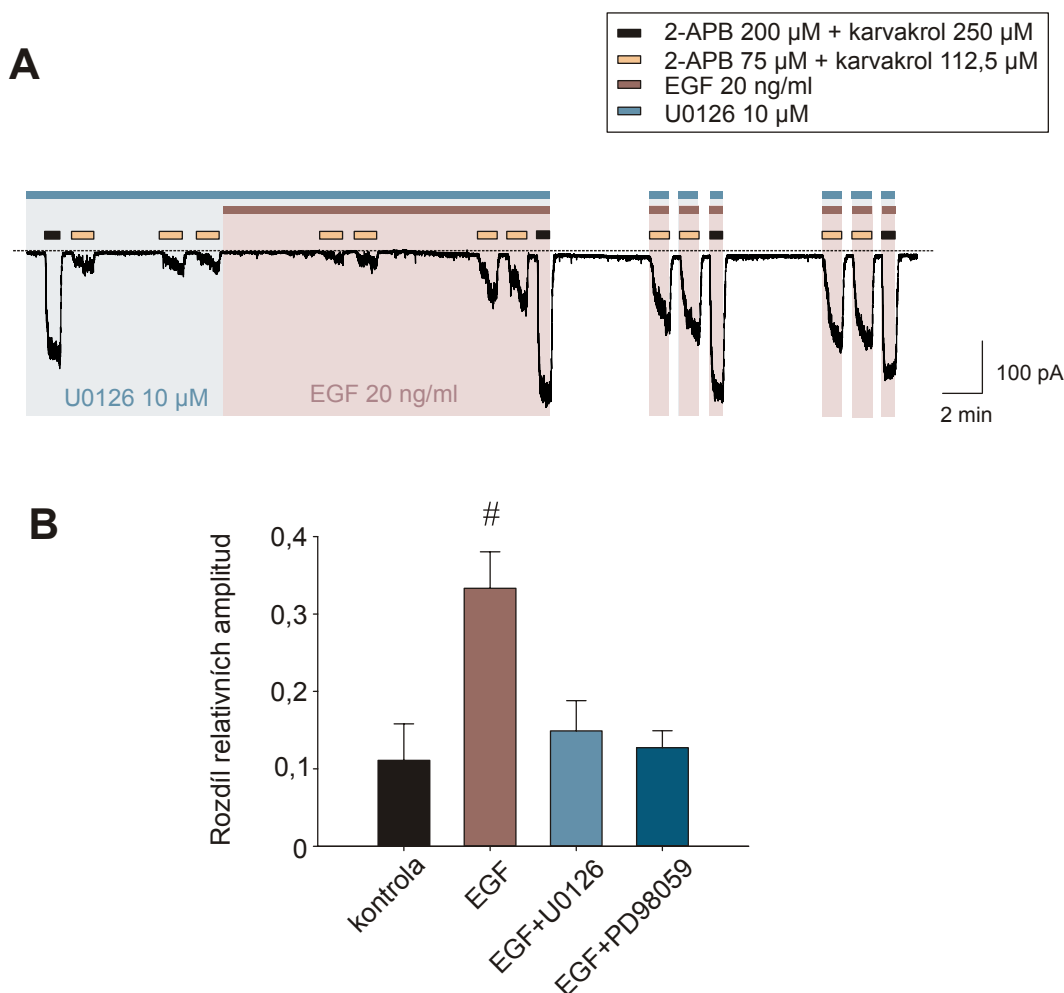 2-APB 200 µM + karvakrol 250 µM
2-APB 75 µM + karvakrol 112,5 µM
EGF 20 ng/ml
U0126 10 µM
A
U0126 10 µM
EGF 20 ng/ml
100 pA
2 min
B
#
Rozdíl relativních amplitud
0,4
0,3
0,2
0,1
0
kontrola
EGF
EGF+U0126
EGF+PD98059